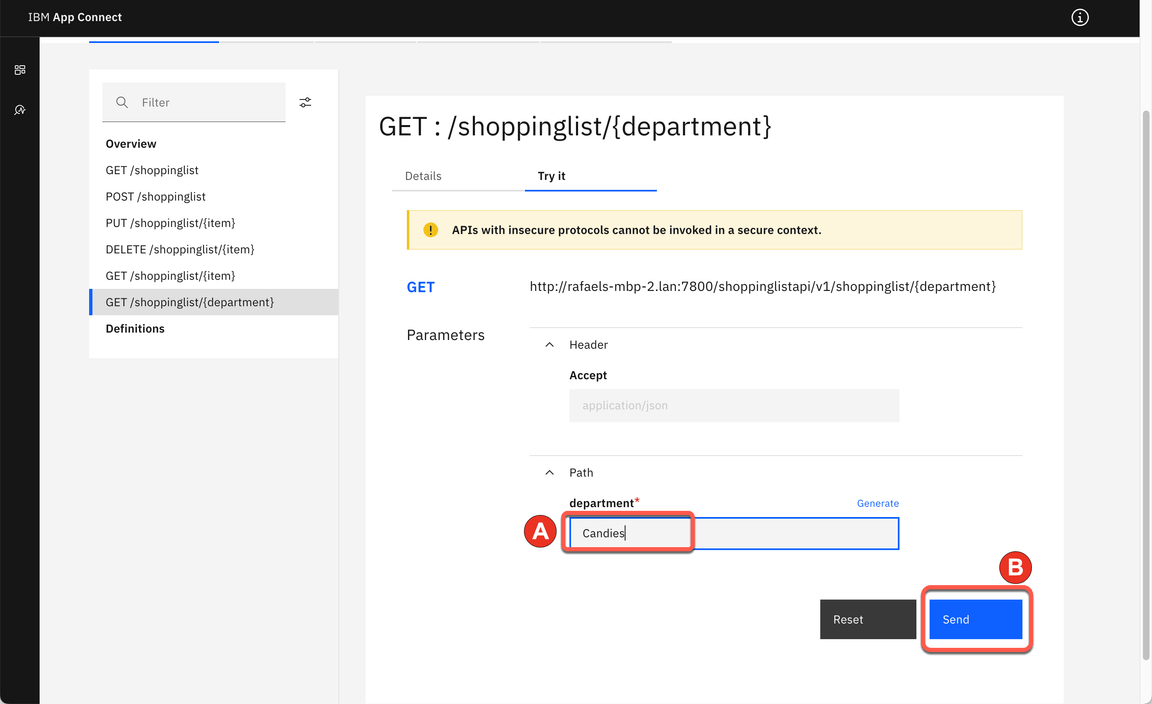 IBM App Connect
Filter
Overview
GET /shoppinglist
POST /shoppinglist
PUT /shoppinglist/{item}
DELETE /shoppinglist/{item}
GET /shoppinglist/{item}
GET /shoppinglist/{department}
Definitions
GET : /shoppinglist/{department}
Details
Try it
APIs with insecure protocols cannot be invoked in a secure context.
GET
http://rafaels-mbp-2.lan:7800/shoppinglistapi/v1/shoppinglist/{department}
Parameters
Header
Accept
application/json
Path
department*
Generate
A
Candies
B
Reset
Send